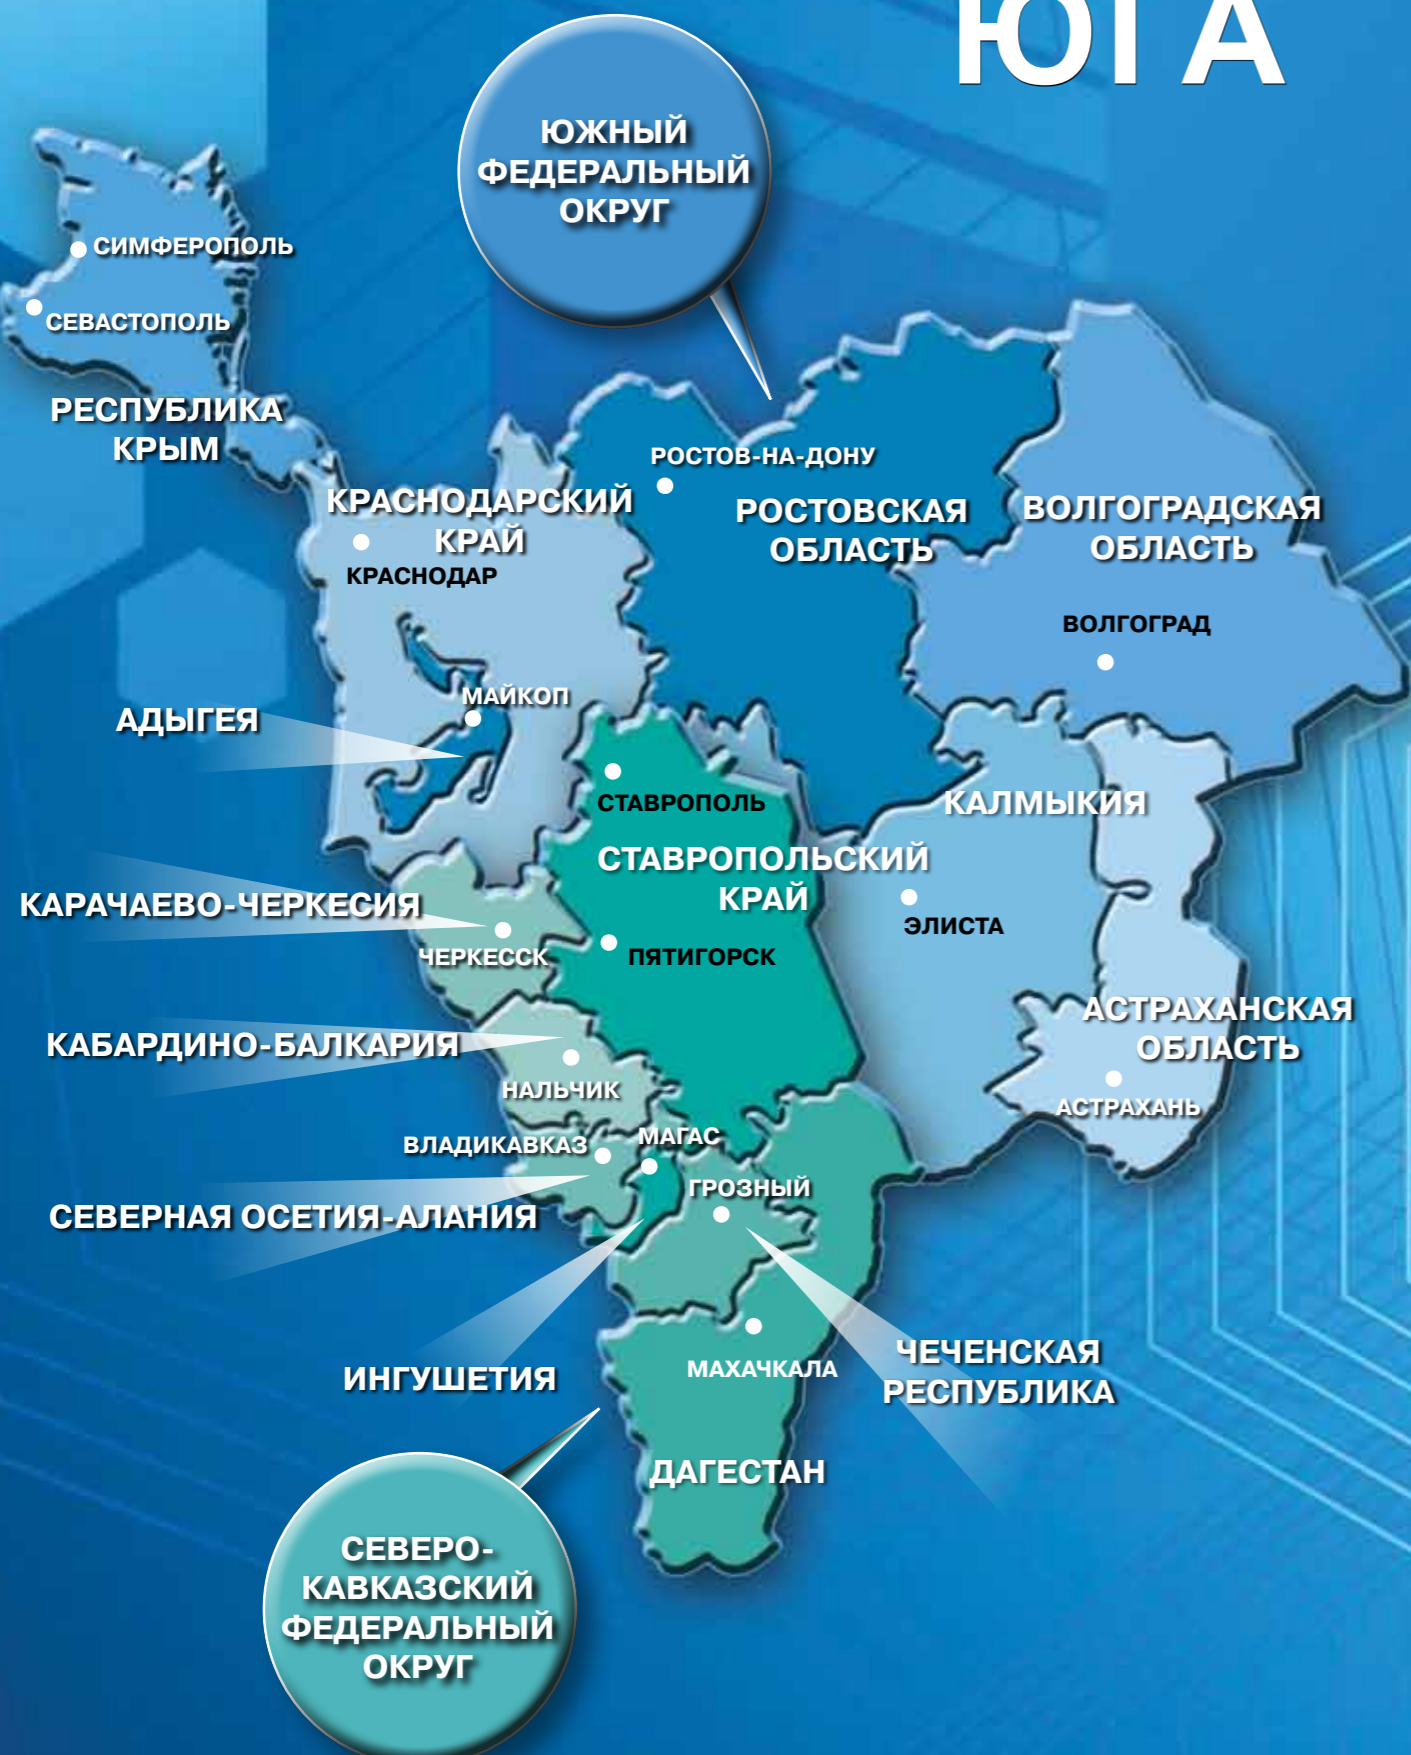 ЮГА
ЮЖНЫЙ
ФЕДЕРАЛЬНЫЙ
ОКРУГ
СИМФЕРОПОЛЬ
СЕВАСТОПОЛЬ
РЕСПУБЛИКА
КРЫМ
РОСТОВ-НА-ДОНУ
КРАСНОДАРСКИЙ
КРАЙ
КРАСНОДАР
РОСТОВСКАЯ
ОБЛАСТЬ
ВОЛГОГРАДСКАЯ
ОБЛАСТЬ
ВОЛГОГРАД
МАЙКОП
АДЫГЕЯ
СТАВРОПОЛЬ
КАЛМЫКИЯ
СТАВРОПОЛЬСКИЙ
КРАЙ
КАРАЧАЕВО-ЧЕРКЕСИЯ
ЭЛИСТА
ЧЕРКЕССК
ПЯТИГОРСК
АСТРАХАНСКАЯ
ОБЛАСТЬ
КАБАРДИНО-БАЛКАРИЯ
НАЛЬЧИК
АСТРАХАНЬ
ВЛАДИКАВКАЗ
МАГАС
ГРОЗНЫЙ
СЕВЕРНАЯ ОСЕТИЯ-АЛАНИЯ
ИНГУШЕТИЯ
МАХАЧКАЛА
ЧЕЧЕНСКАЯ
РЕСПУБЛИКА
ДАГЕСТАН
СЕВЕРО-
КАВКАЗСКИЙ
ФЕДЕРАЛЬНЫЙ
ОКРУГ